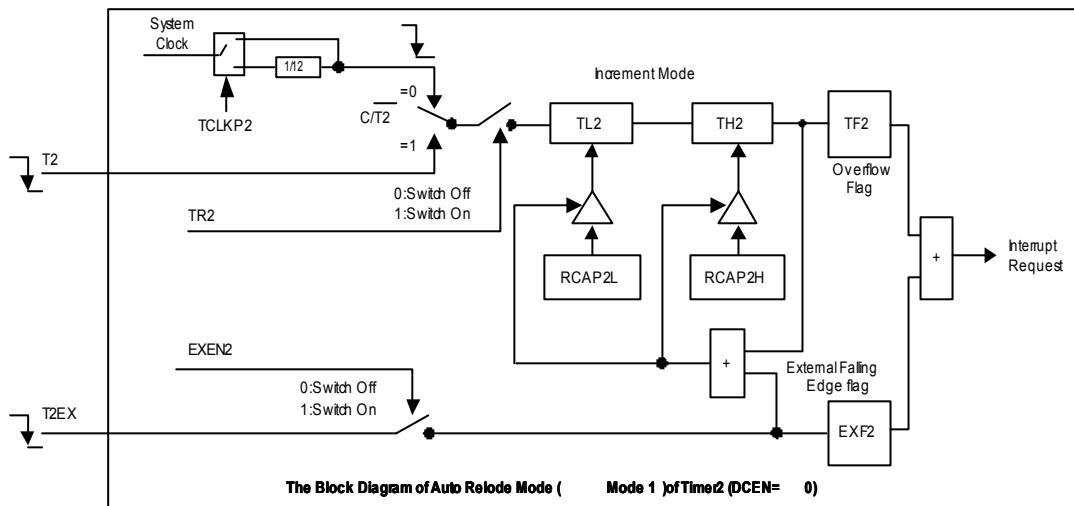 System
Clock
1/12
TCLKP2
=0
C/T2
=1
Increment Mode
TL2
TH2
TF2
Overflow
Flag
T2
0:Switch Off
1:Switch On
TR2
RCAP2L
RCAP2H
+
Interrupt
Request
EXEN2
0:Switch Off
1:Switch On
+
External Falling
Edge flag
T2EX
EXF2
The Block Diagram of Auto Relode Mode ( Mode 1 )of Timer2 (DCEN= 0)